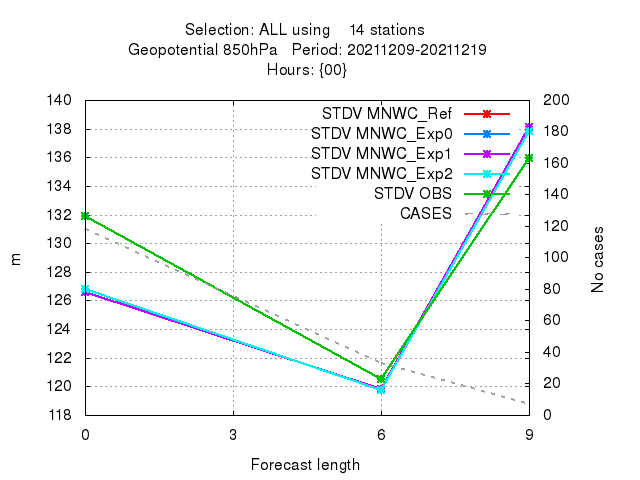 Selection: ALL using 14 stations
Geopotential 850hPa Period: 20211209-20211219
Hours: {00}
140
138
136
134
132
130
128
126
124
122
120
118
m
200
180
160
140
120
100
80
60
40
20
0
No cases
STDV MNWC_Ref
STDV MNWC_Exp0
STDV MNWC_Exp1
STDV MNWC_Exp2
STDV OBS
CASES
0 3 6 9
Forecast length